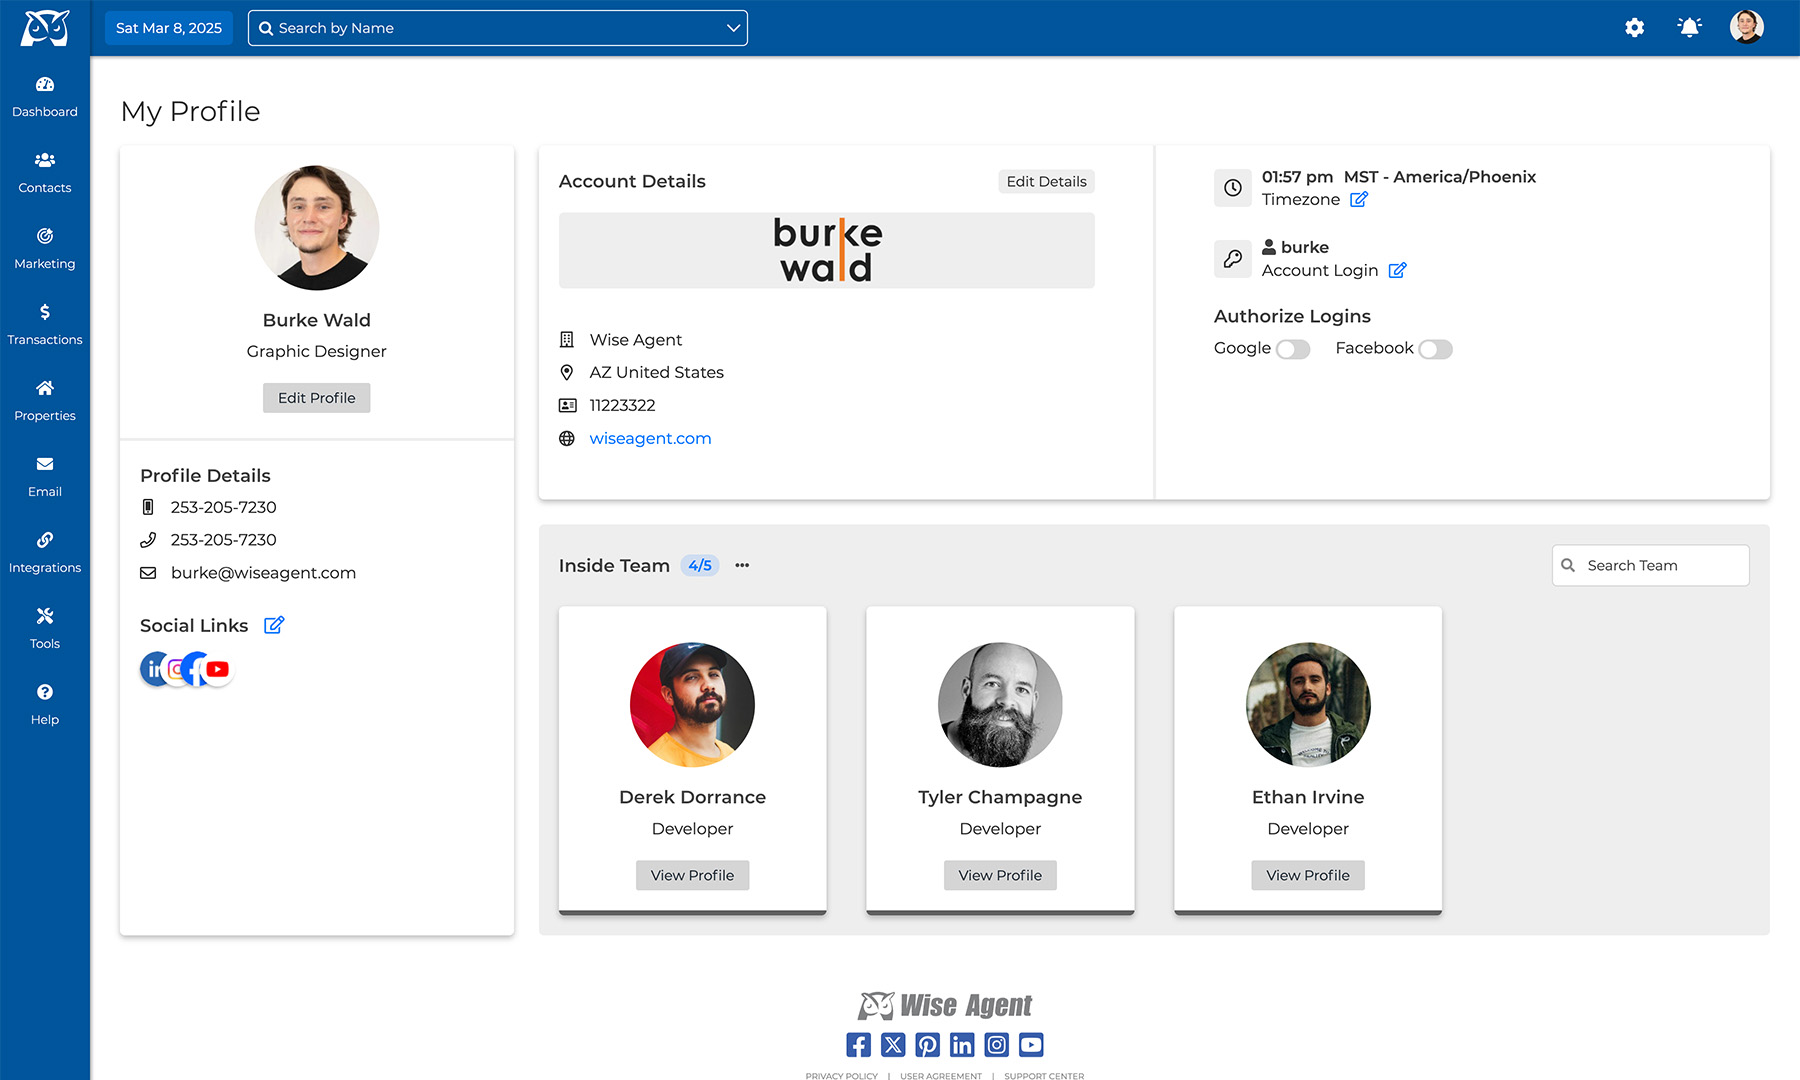 Sat Mar 8, 2025
Search by Name
Dashboard
Contacts
Marketing
Transactions
Properties
Email
Integrations
Tools
Help
My Profile
Burke Wald
Graphic Designer
Edit Profile
Profile Details
253-205-7230
253-205-7230
burke@wiseagent.com
Social Links
Account Details
Edit Details
burke
wald
Wise Agent
AZ United States
11223322
wiseagent.com
01:57 pm MST - America/Phoenix
Timezone
burke
Account Login
Authorize Logins
Google
Facebook
Inside Team 4/5
Search Team
Derek Dorrance
Developer
View Profile
Tyler Champagne
Developer
View Profile
Ethan Irvine
Developer
View Profile
Wise Agent
PRIVACY POLICY | USER AGREEMENT | SUPPORT CENTER